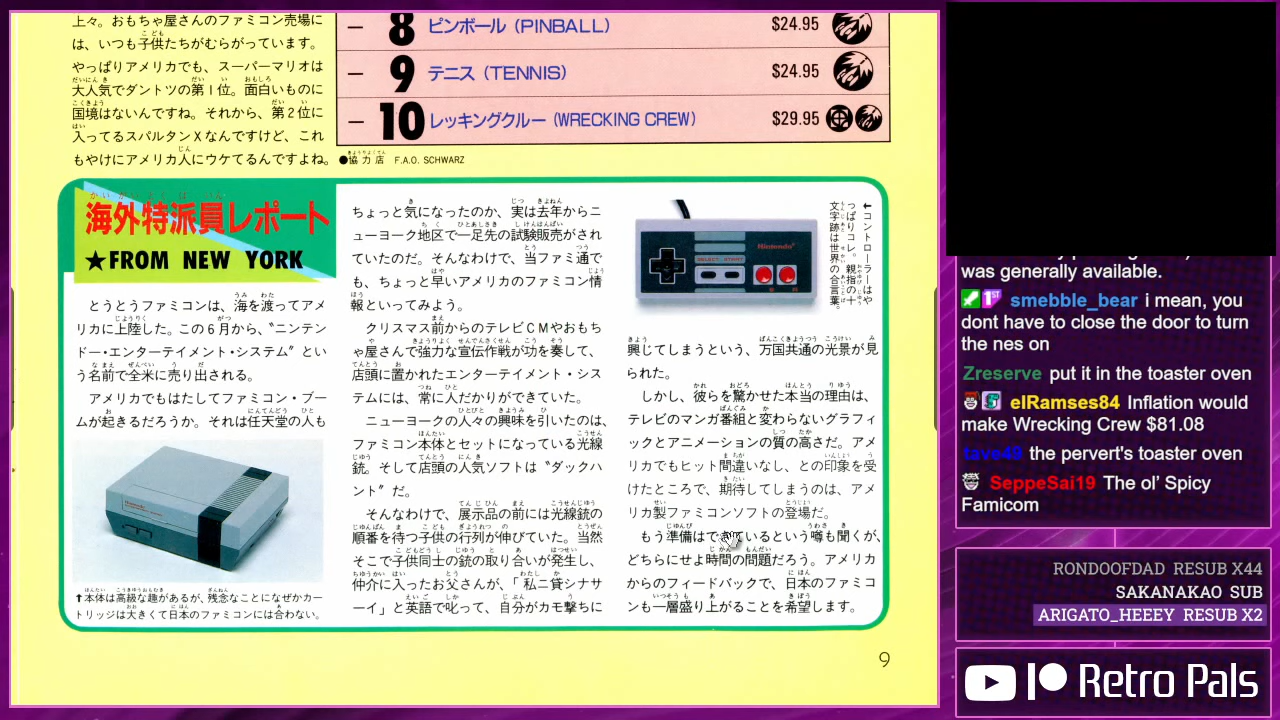 上々。おもちゃ屋さんのファミコン売場に
は、いつも子供たちがむらがっています。
やっぱりアメリカでも、スーパーマリオは
大人気でダントツの第1位。面白いものに
国境はないんですね。それから、第2位に
入ってるスパルタンXなんですけど、これ
もやけにアメリカ人にウケてるんですよね。
— 8 ピンボール (PINBALL) $24.95
— 9 テニス (TENNIS) $24.95
— 10 レッキングクルー (WRECKING CREW) $29.95
●協力店 F.A.O. SCHWARZ
海外特派員レポート
★FROM NEW YORK
とうとうファミコンは、海を渡ってアメ
リカに上陸した。この6月から、〝ニンテン
ドー・エンターテイメント・システム〟とい
う名前で全米に売り出される。
アメリカでもはたしてファミコン・ブー
ムが起きるだろうか。それは任天堂の人も
↑本体は高級な趣があるが、残念なことになぜかカー
トリッジは大きくて日本のファミコンには合わない。
ちょっと気になったのか、実は去年からニ
ューヨーク地区で一足先の試験販売がされ
ていたのだ。そんなわけで、当ファミ通で
も、ちょっと早いアメリカのファミコン情
報といってみよう。
クリスマス前からのテレビCMやおもち
ゃ屋さんで強力な宣伝作戦が功を奏して、
店頭に置かれたエンターテイメント・シス
テムには、常に人だかりができていた。
ニューヨークの人々の興味を引いたのは、
ファミコン本体とセットになっている光線
銃。そして店頭の人気ソフトは〝ダックハ
ント〟だ。
そんなわけで、展示品の前には光線銃の
順番を待つ子供の行列が伸びていた。当然
そこで子供同士の銃の取り合いが発生し、
仲介に入ったお父さんが、「私ニ貸シナサ
ーイ」と英語で叱って、自分がカモ撃ちに
←コントローラーはや
っぱりコレ。親指の十
文字跡は世界の合言葉。
Nintendo
SELECT START
B A
興じてしまうという、万国共通の光景が見
られた。
しかし、彼らを驚かせた本当の理由は、
テレビのマンガ番組と変わらないグラフィ
ックとアニメーションの質の高さだ。アメ
リカでもヒット間違いなし、との印象を受
けたところで、期待してしまうのは、アメ
リカ製ファミコンソフトの登場だ。
もう準備はできているという噂も聞くが、
どちらにせよ時間の問題だろう。アメリカ
からのフィードバックで、日本のファミコ
ンも一層盛り上がることを希望します。
9
was generally available.
smebble_bear i mean, you
dont have to close the door to turn
the nes on
Zreserve put it in the toaster oven
elRamses84 Inflation would
make Wrecking Crew $81.08
tave49 the pervert's toaster oven
SeppeSai19 The ol' Spicy
Famicom
RONDOOFDAD RESUB X44
SAKANAKAO SUB
ARIGATO_HEEEY RESUB X2
Retro Pals